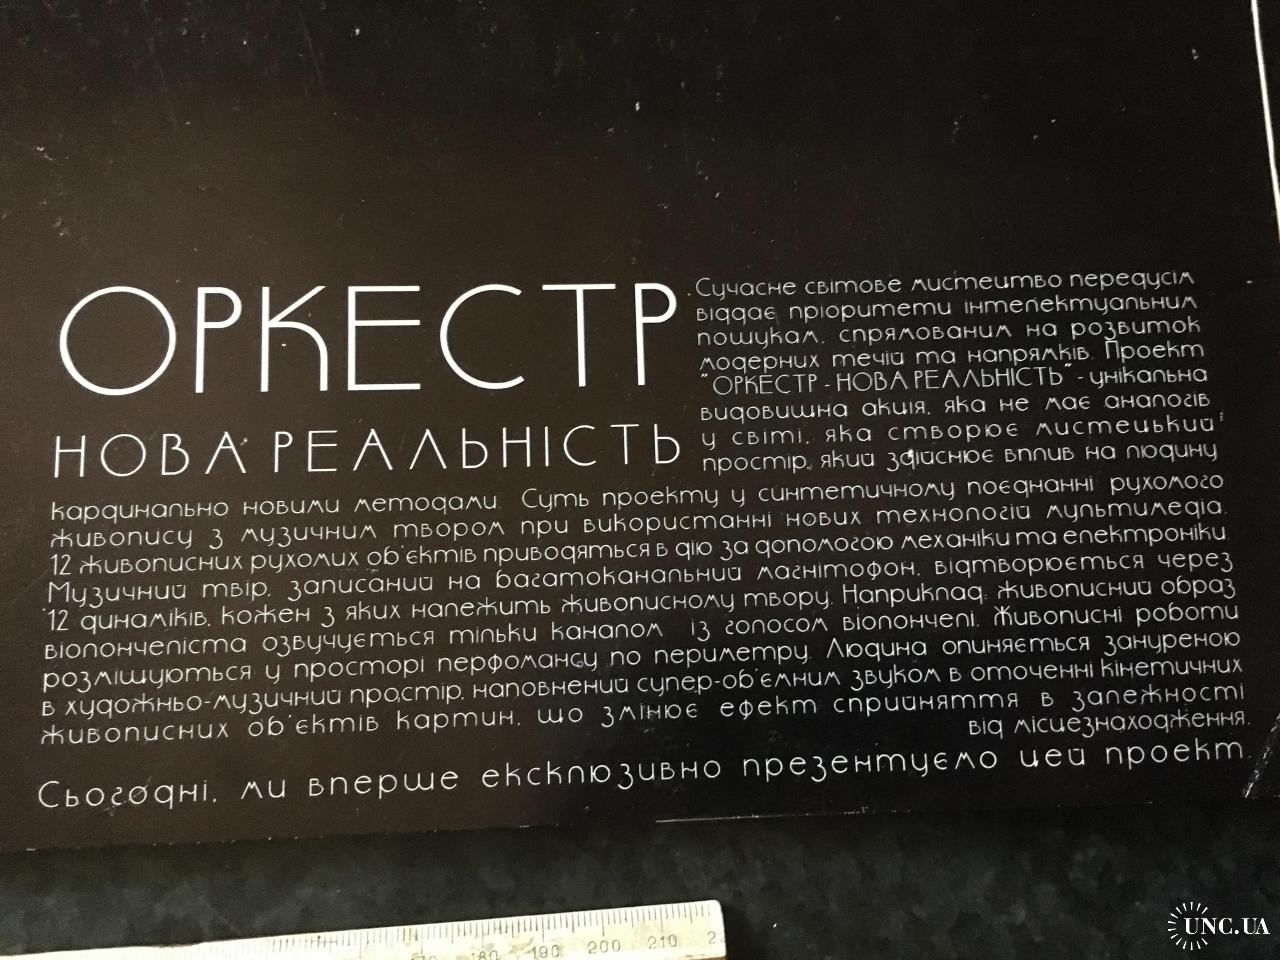 ОРКЕСТР
НОВА РЕАЛЬНІСТЬ
Сучасне світове мистецтво передусім
віддає пріоритети інтелектуальним
пошукам, спрямованим на розвиток
модерних течій та напрямків. Проект
"ОРКЕСТР - НОВА РЕАЛЬНІСТЬ" - унікальна
видовищна акція, яка не має аналогів
у світі, яка створює мистецький
простір, який здійснює вплив на людину
кардинально новими методами. Суть проекту у синтетичному поєднанні рухомого
живопису з музичним твором при використанні нових технологій мультимедіа.
12 живописних рухомих об'єктів приводяться в дію за допомогою механіки та електроніки.
Музичний твір, записаний на багатоканальний магнітофон, відтворюється через
12 динаміків, кожен з яких належить живописному твору. Наприклад: живописний образ
віолончеліста озвучується тільки каналом із голосом віолончелі. Живописні роботи
розміщуються у просторі перфомансу по периметру. Людина опиняється зануреною
в художньо-музичний простір, наповнений супер-об'ємним звуком в оточенні кінетичних
живописних об'єктів картин, що змінює ефект сприйняття в залежності
від місцезнаходження.
Сьогодні, ми вперше ексклюзивно презентуємо цей проект.
170 180 190 200 210 2
UNC.UA